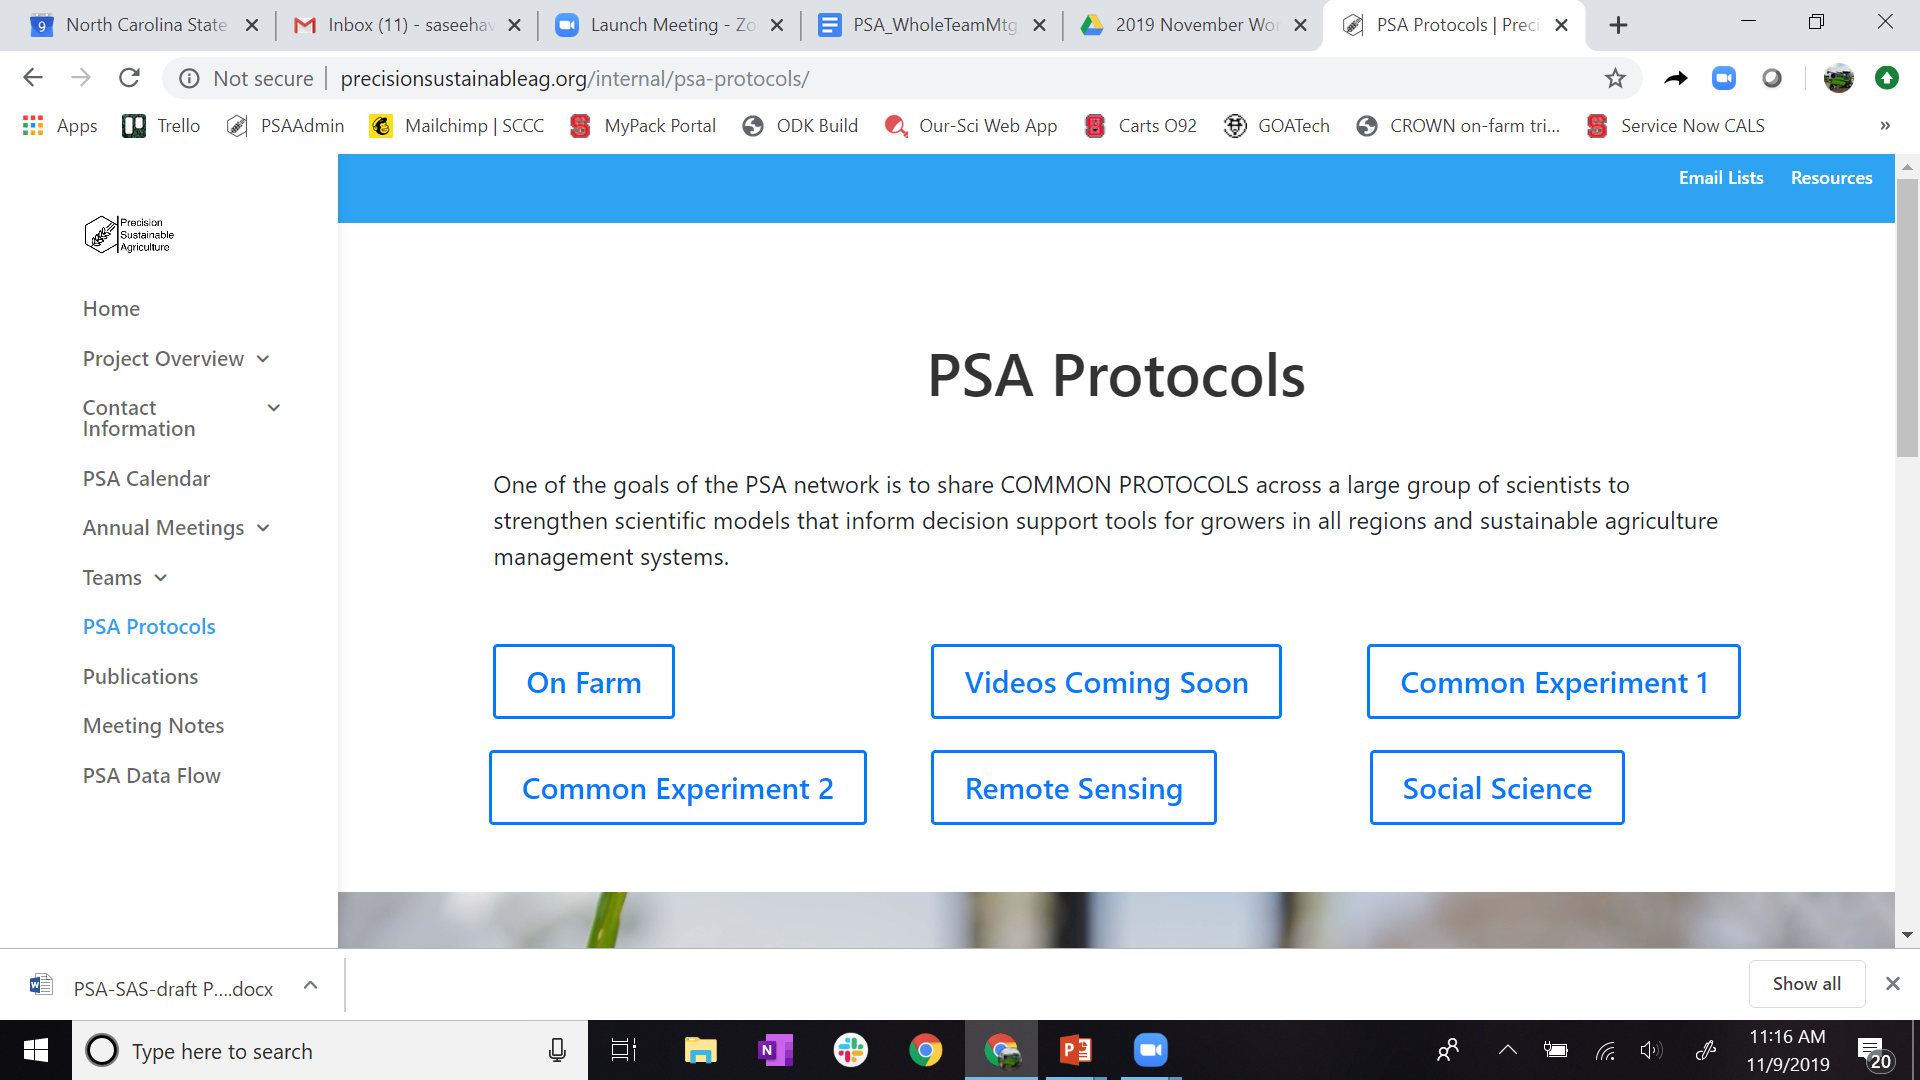 9
North Carolina State
Inbox (11) - saseehav
Launch Meeting - Zo
PSA_WholeTeamMtg
2019 November Wor
PSA Protocols | Preci
Not secure
precisionsustainableag.org/internal/psa-protocols/
Apps
Trello
PSAAdmin
Mailchimp | SCCC
MyPack Portal
ODK Build
Our-Sci Web App
Carts O92
GOATech
CROWN on-farm tri...
Service Now CALS
»
Email Lists
Resources
Precision
Sustainable
Agriculture
Home
Project Overview
Contact
Information
PSA Calendar
Annual Meetings
Teams
PSA Protocols
Publications
Meeting Notes
PSA Data Flow
PSA Protocols
One of the goals of the PSA network is to share COMMON PROTOCOLS across a large group of scientists to
strengthen scientific models that inform decision support tools for growers in all regions and sustainable agriculture
management systems.
On Farm
Videos Coming Soon
Common Experiment 1
Common Experiment 2
Remote Sensing
Social Science
PSA-SAS-draft P....docx
Show all
Type here to search
11:16 AM
11/9/2019
20